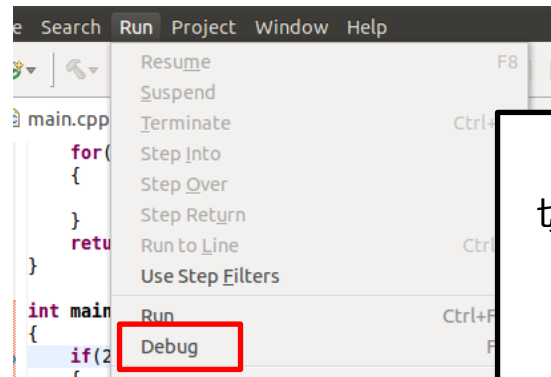 Search Run Project Window Help
Resume F8
Suspend
main.cpp
Terminate Ctrl+
for(
Step Into
{
Step Over
}
Step Return
retu
Run to Line Ctrl
}
Use Step Filters
int main
Run Ctrl+F
{
Debug F
if(2
{